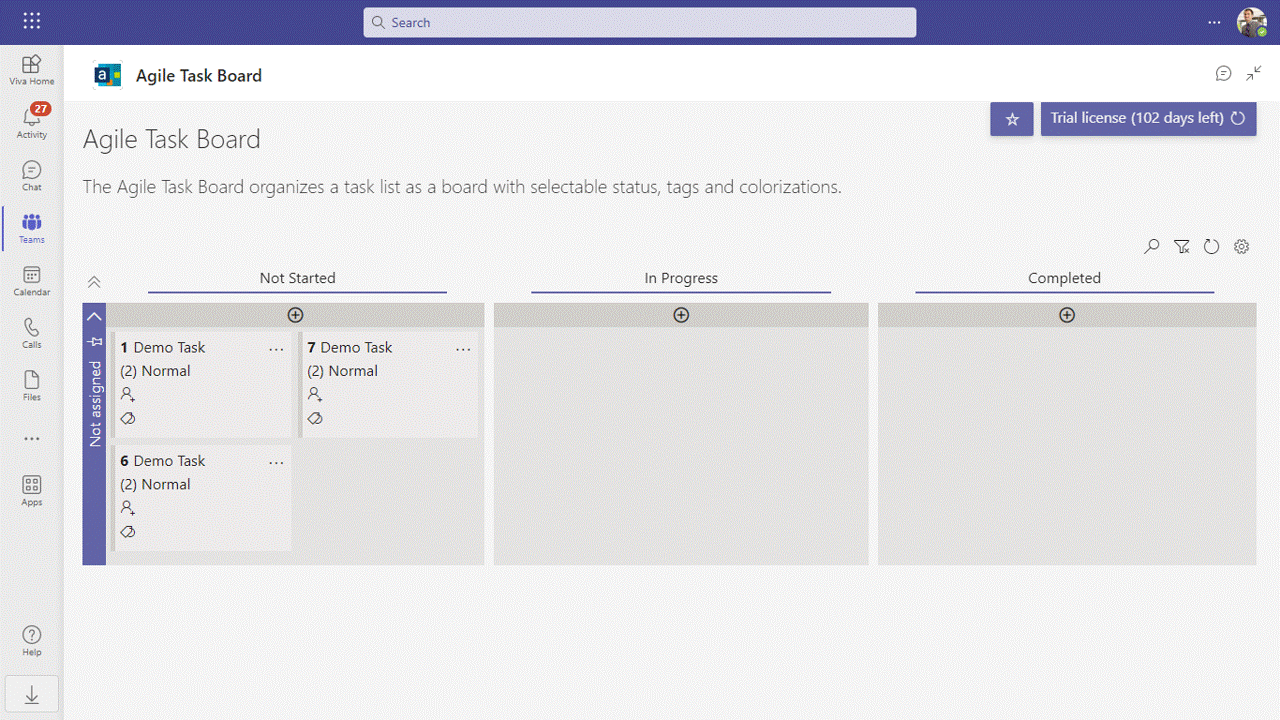 Search
Viva Home
27
Activity
Chat
Teams
Calendar
Calls
Files
Apps
Help
a
Agile Task Board
Trial license (102 days left)
Agile Task Board
The Agile Task Board organizes a task list as a board with selectable status, tags and colorizations.
Not Started
In Progress
Completed
Not assigned
1 Demo Task
(2) Normal
7 Demo Task
(2) Normal
6 Demo Task
(2) Normal